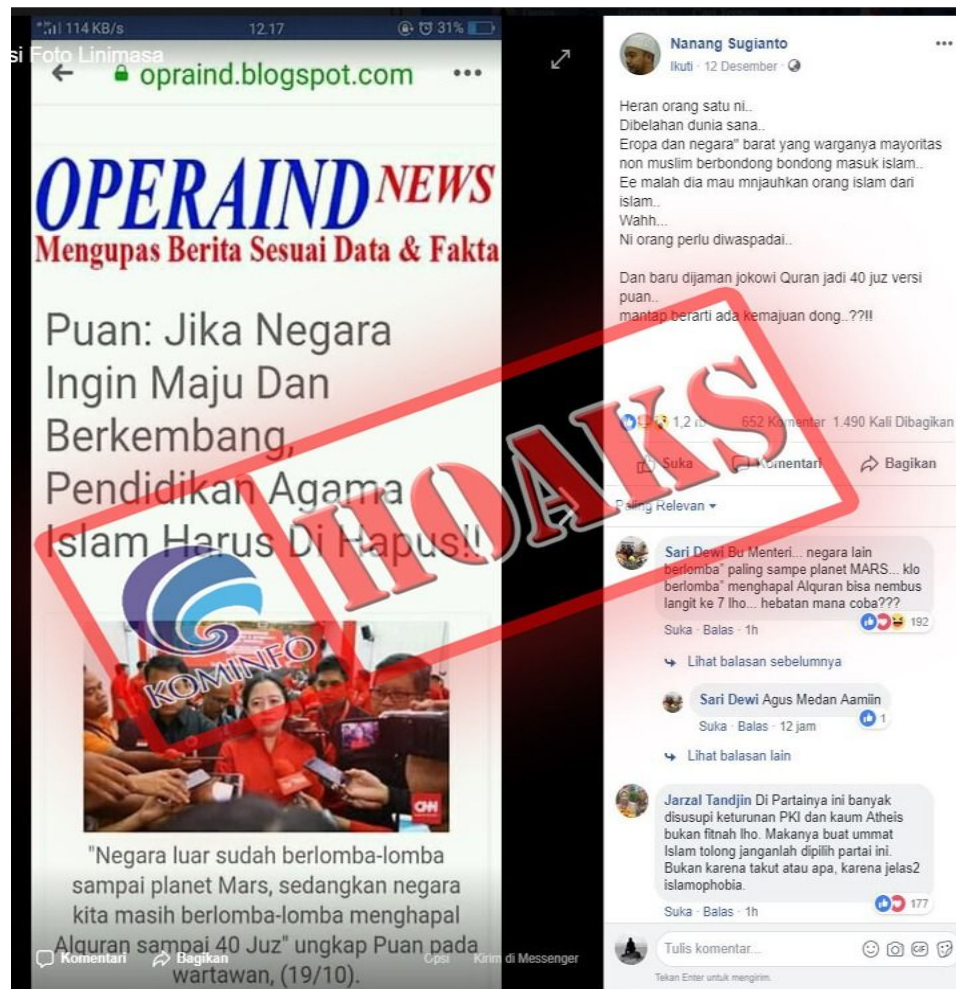 114 KB/s 12.17 31%
si Foto Linimasa
opraind.blogspot.com
OPERAIND NEWS
Mengupas Berita Sesuai Data & Fakta
Puan: Jika Negara
Ingin Maju Dan
Berkembang,
Pendidikan Agama
Islam Harus Di Hapus!!
HOAKS
KOMINFO
CNN
"Negara luar sudah berlomba-lomba
sampai planet Mars, sedangkan negara
kita masih berlomba-lomba menghapal
Alquran sampai 40 Juz" ungkap Puan pada
wartawan, (19/10).
Komentari Bagikan Opsi Kirim di Messenger
Nanang Sugianto
Ikuti · 12 Desember ·
Heran orang satu ni..
Dibelahan dunia sana..
Eropa dan negara" barat yang warganya mayoritas
non muslim berbondong bondong masuk islam..
Ee malah dia mau mnjauhkan orang islam dari
islam..
Wahh...
Ni orang perlu diwaspadai..
Dan baru dijaman jokowi Quran jadi 40 juz versi
puan..
mantap berarti ada kemajuan dong..??!!
1,2 rb 652 Komentar 1.490 Kali Dibagikan
Suka Komentari Bagikan
Paling Relevan
Sari Dewi Bu Menteri... negara lain
berlomba" paling sampe planet MARS... klo
berlomba" menghapal Alquran bisa nembus
langit ke 7 lho... hebatan mana coba???
192
Suka · Balas · 1h
Lihat balasan sebelumnya
Sari Dewi Agus Medan Aamiin
1
Suka · Balas · 12 jam
Lihat balasan lain
Jarzal Tandjin Di Partainya ini banyak
disusupi keturunan PKI dan kaum Atheis
bukan fitnah lho. Makanya buat ummat
Islam tolong janganlah dipilih partai ini.
Bukan karena takut atau apa, karena jelas2
islamophobia.
177
Suka · Balas · 1h
Tulis komentar...
GIF
Tekan Enter untuk mengirim.